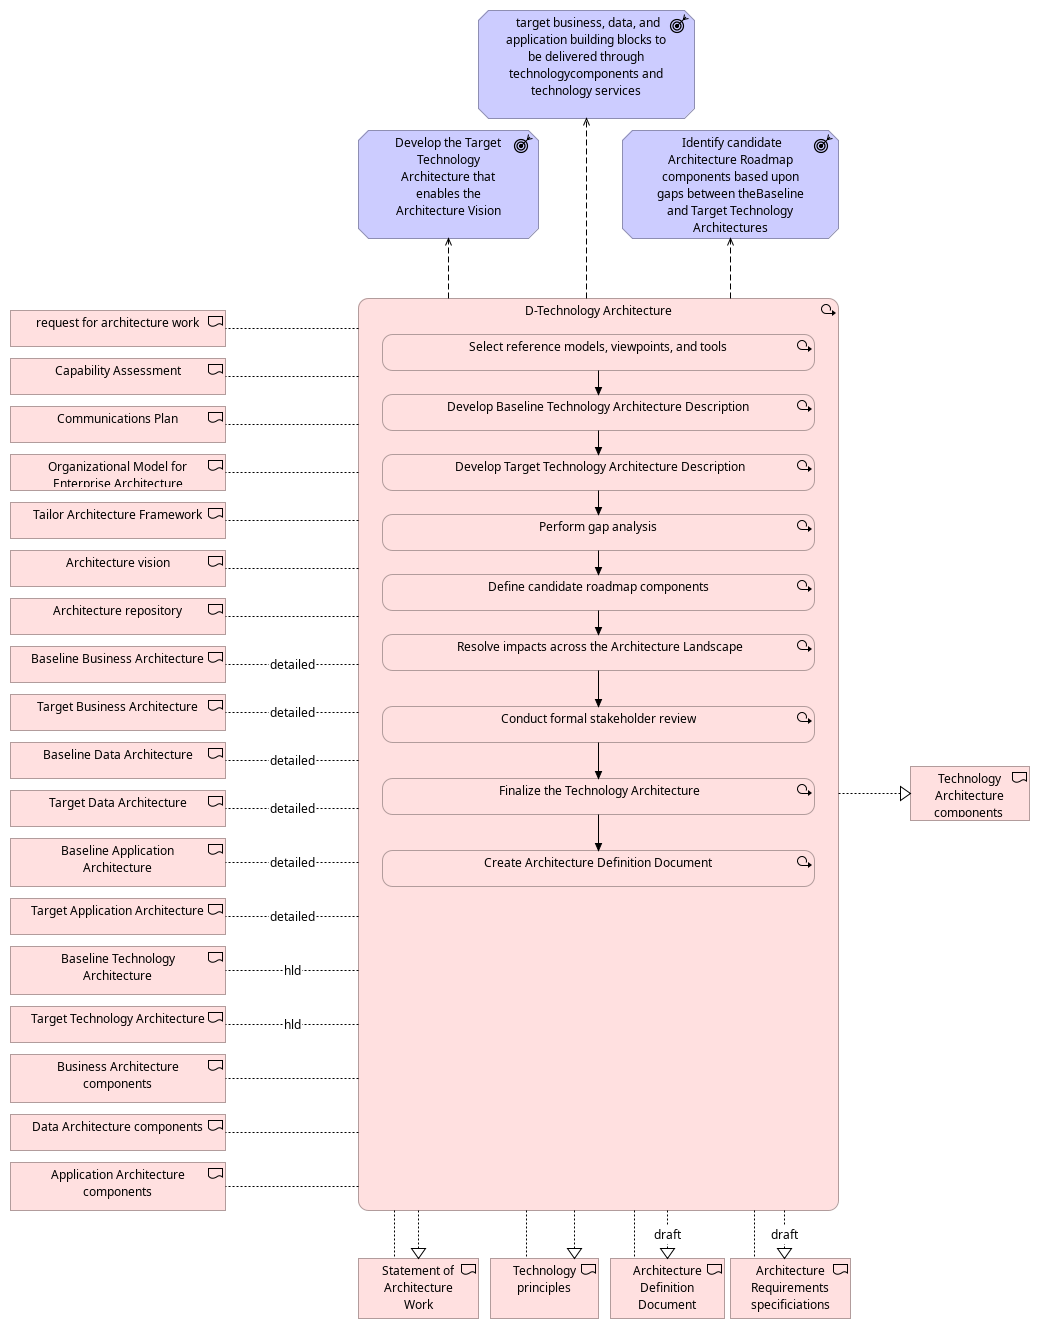 target business, data, and
application building blocks to
be delivered through
technologycomponents and
technology services
Develop the Target
Technology
Architecture that
enables the
Architecture Vision
Identify candidate
Architecture Roadmap
components based upon
gaps between theBaseline
and Target Technology
Architectures
D-Technology Architecture
Select reference models, viewpoints, and tools
Develop Baseline Technology Architecture Description
Develop Target Technology Architecture Description
Perform gap analysis
Define candidate roadmap components
Resolve impacts across the Architecture Landscape
Conduct formal stakeholder review
Finalize the Technology Architecture
Create Architecture Definition Document
request for architecture work
Capability Assessment
Communications Plan
Organizational Model for
Enterprise Architecture
Tailor Architecture Framework
Architecture vision
Architecture repository
Baseline Business Architecture
detailed
Target Business Architecture
detailed
Baseline Data Architecture
detailed
Target Data Architecture
detailed
Baseline Application
Architecture
detailed
Target Application Architecture
detailed
Baseline Technology
Architecture
hld
Target Technology Architecture
hld
Business Architecture
components
Data Architecture components
Application Architecture
components
Technology
Architecture
components
draft
draft
Statement of
Architecture
Work
Technology
principles
Architecture
Definition
Document
Architecture
Requirements
specificiations